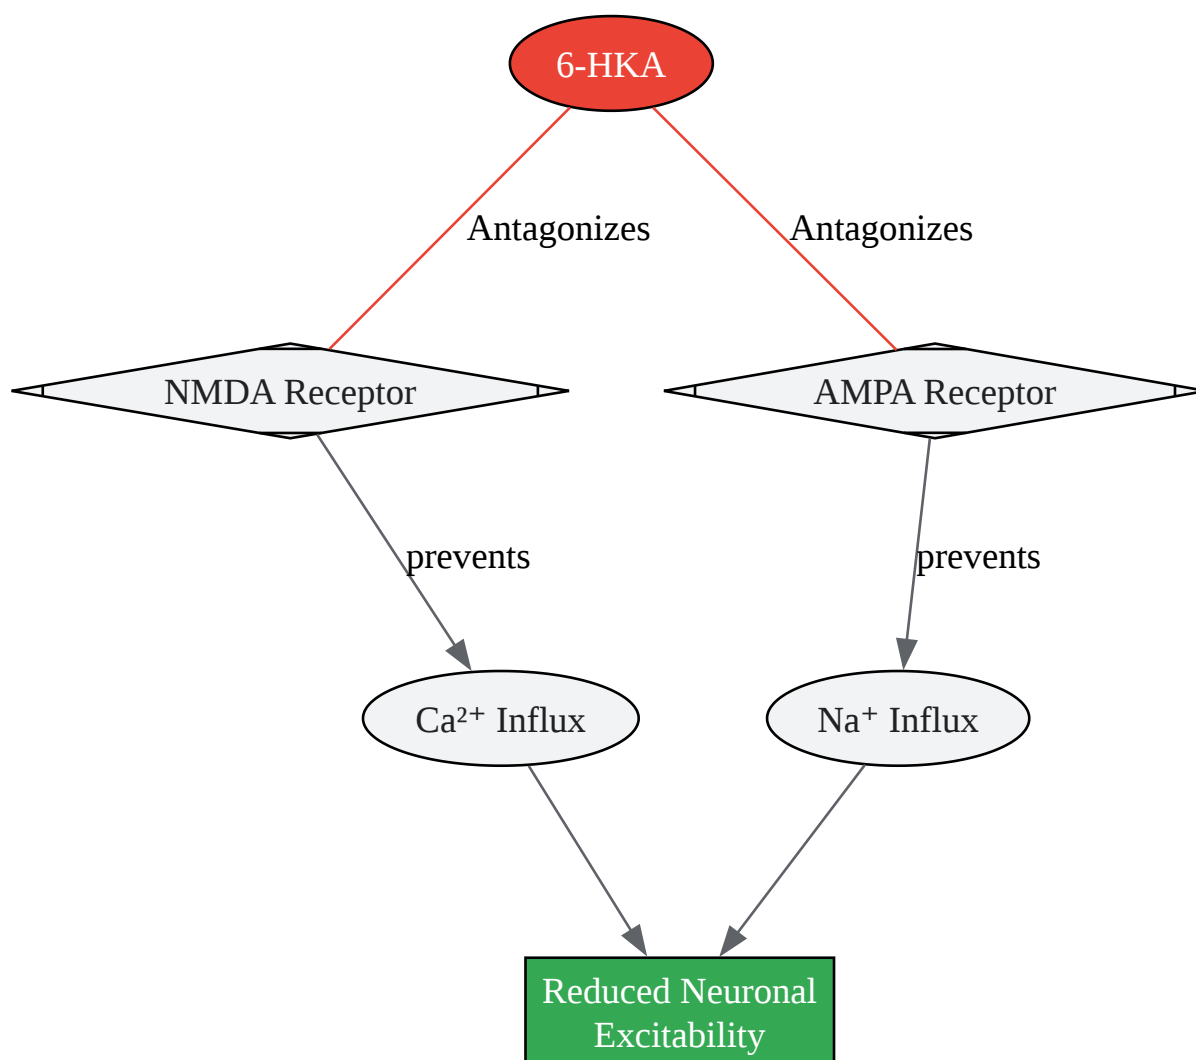 6-HKA
Antagonizes
Antagonizes
NMDA Receptor
AMPA Receptor
prevents
prevents
Ca²⁺ Influx
Na⁺ Influx
Reduced Neuronal
Excitability